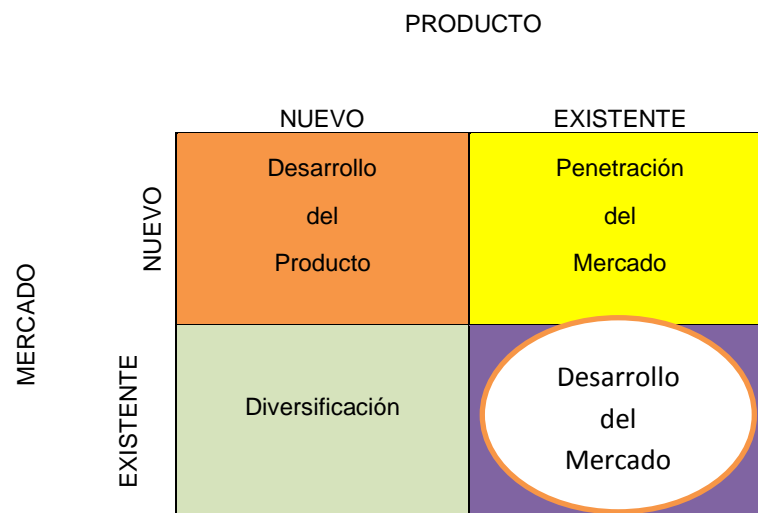 PRODUCTO
NUEVO EXISTENTE
MERCADO
NUEVO
Desarrollo
del
Producto
Penetración
del
Mercado
EXISTENTE
Diversificación
Desarrollo
del
Mercado